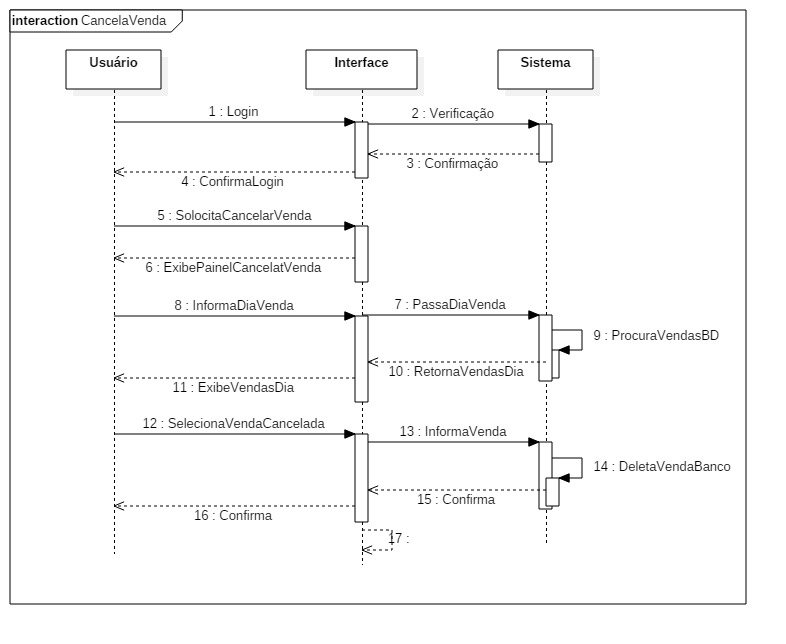 interaction CancelaVenda
Usuário
Interface
Sistema
1 : Login
2 : Verificação
3 : Confirmação
4 : ConfirmaLogin
5 : SolocitaCancelarVenda
6 : ExibePainelCancelatVenda
8 : InformaDiaVenda
7 : PassaDiaVenda
9 : ProcuraVendasBD
10 : RetornaVendasDia
11 : ExibeVendasDia
12 : SelecionaVendaCancelada
13 : InformaVenda
14 : DeletaVendaBanco
15 : Confirma
16 : Confirma
17 :